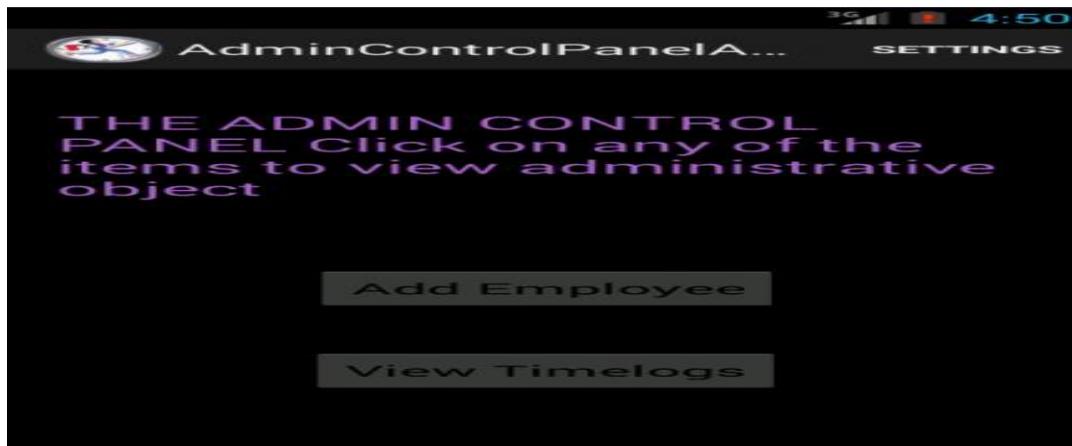 3G 4:50
AdminControlPanelA... SETTINGS
THE ADMIN CONTROL
PANEL Click on any of the
items to view administrative
object
Add Employee
View Timelogs